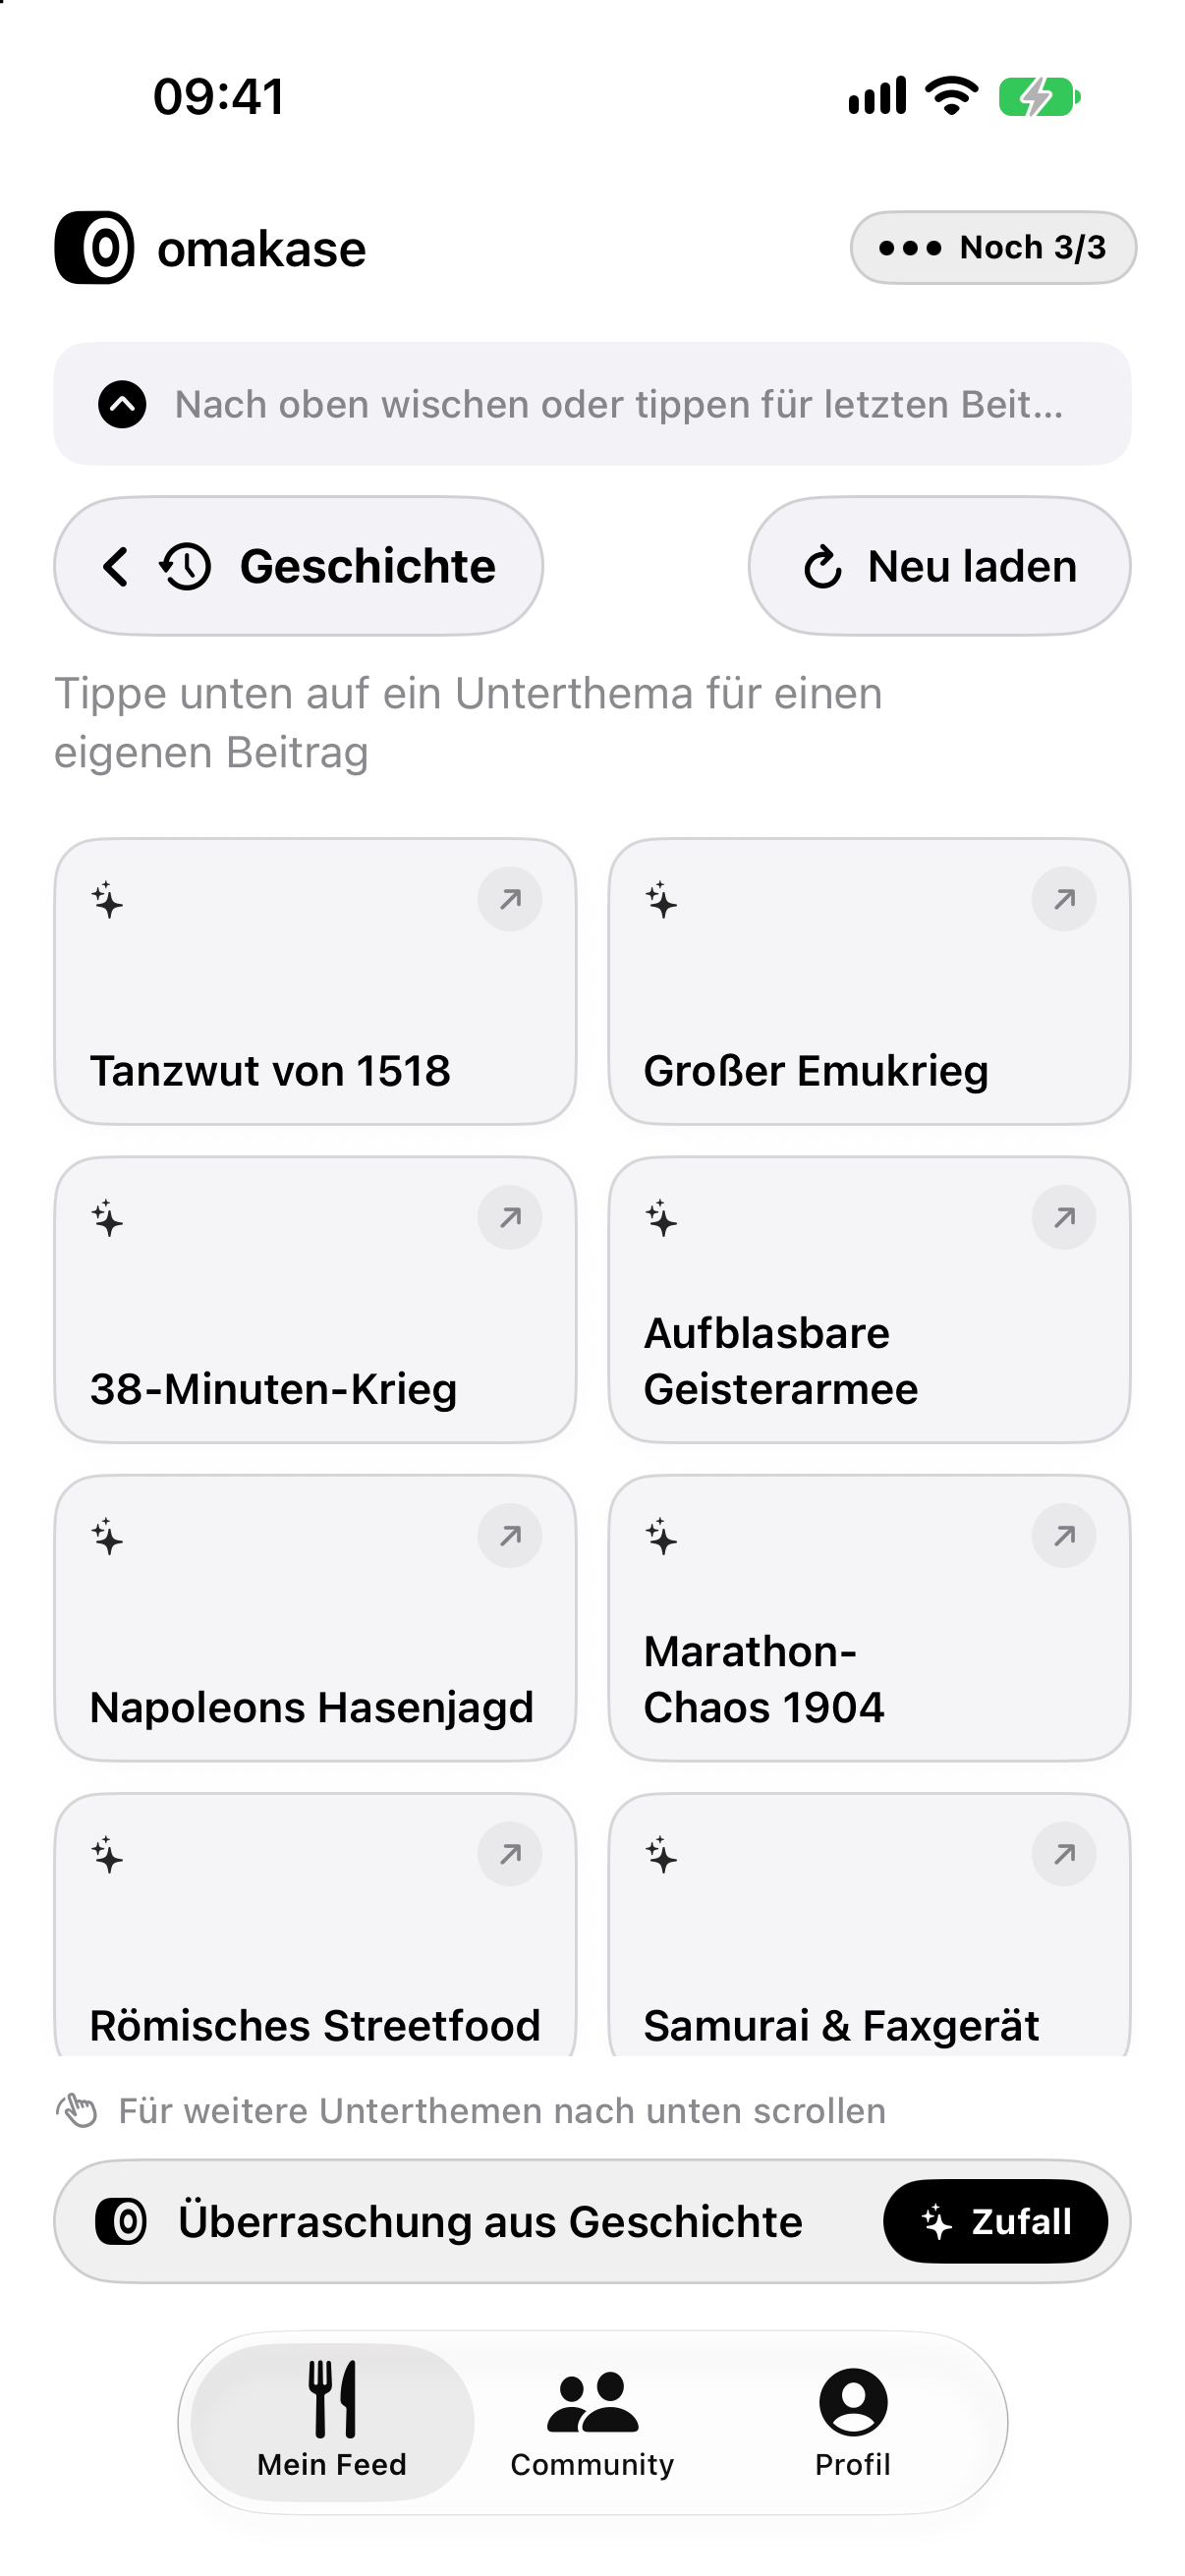 09:41
omakase
Noch 3/3
Nach oben wischen oder tippen für letzten Beit...
Geschichte
Neu laden
Tippe unten auf ein Unterthema für einen
eigenen Beitrag
Tanzwut von 1518
Großer Emukrieg
38-Minuten-Krieg
Aufblasbare
Geisterarmee
Napoleons Hasenjagd
Marathon-
Chaos 1904
Römisches Streetfood
Samurai & Faxgerät
Für weitere Unterthemen nach unten scrollen
Überraschung aus Geschichte
Zufall
Mein Feed
Community
Profil